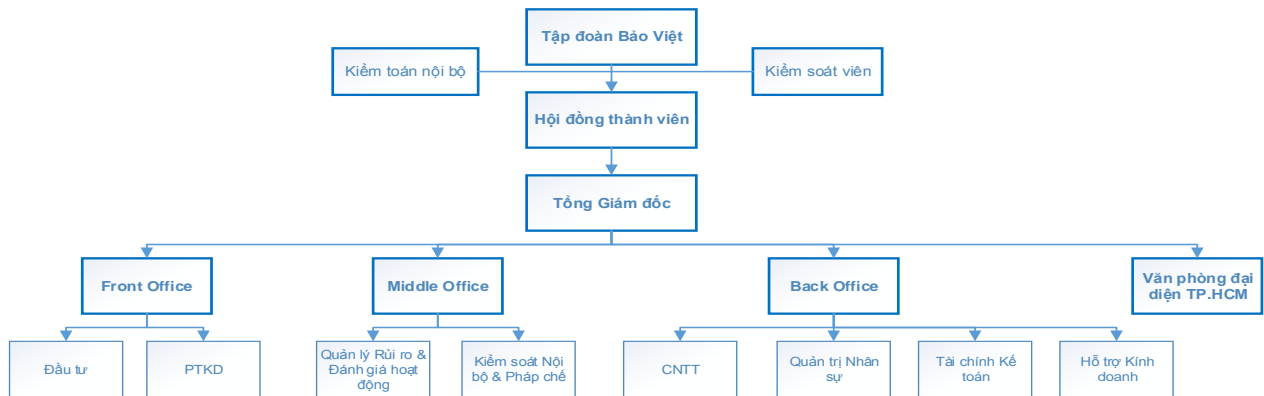 Tập đoàn Bảo Việt
Kiểm toán nội bộ
Kiểm soát viên
Hội đồng thành viên
Tổng Giám đốc
Front Office
Middle Office
Back Office
Văn phòng đại
diện TP.HCM
Đầu tư
PTKD
Quản lý Rủi ro &
Đánh giá hoạt
động
Kiểm soát Nội
bộ & Pháp chế
CNTT
Quản trị Nhân
sự
Tài chính Kế
toán
Hỗ trợ Kính
doanh